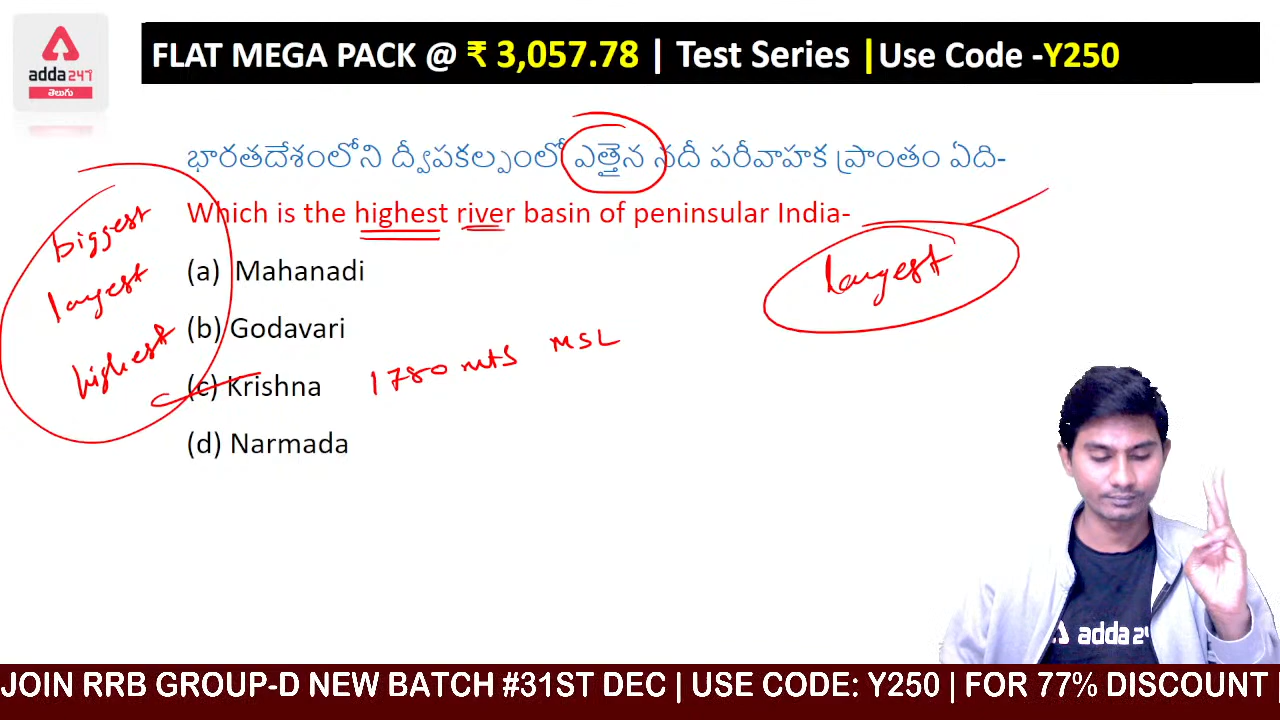 adda247
తెలుగు
FLAT MEGA PACK @ ₹ 3,057.78 | Test Series |Use Code -Y250
భారతదేశంలోని ద్వీపకల్పంలో ఎత్తైన నదీ పరీవాహక ప్రాంతం ఏది-
Which is the highest river basin of peninsular India-
biggest
largest
highest
largest
(a) Mahanadi
(b) Godavari
(c) Krishna 1780 mts MSL
(d) Narmada
adda24
JOIN RRB GROUP-D NEW BATCH #31ST DEC | USE CODE: Y250 | FOR 77% DISCOUNT |